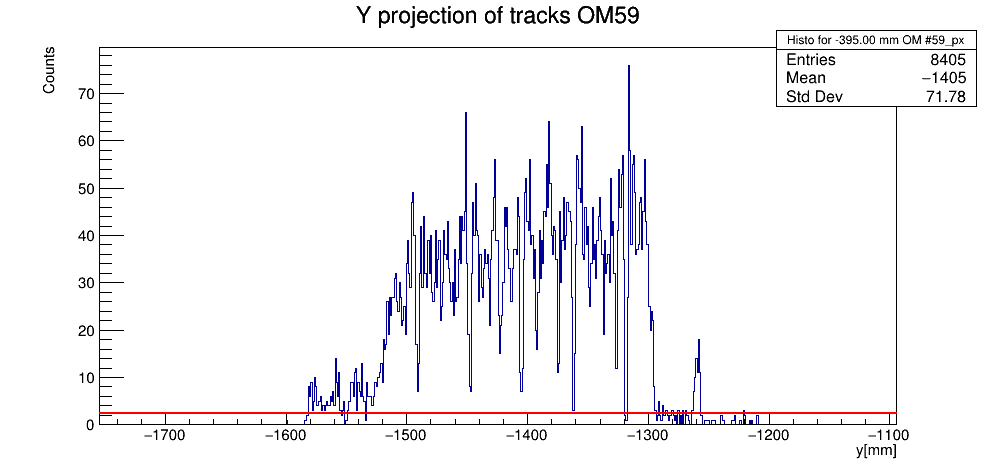 Y projection of tracks OM59
Histo for -395.00 mm OM #59_px
Entries 8405
Mean −1405
Std Dev 71.78
Counts
70
60
50
40
30
20
10
0
−1700 −1600 −1500 −1400 −1300 −1200 −1100
y[mm]